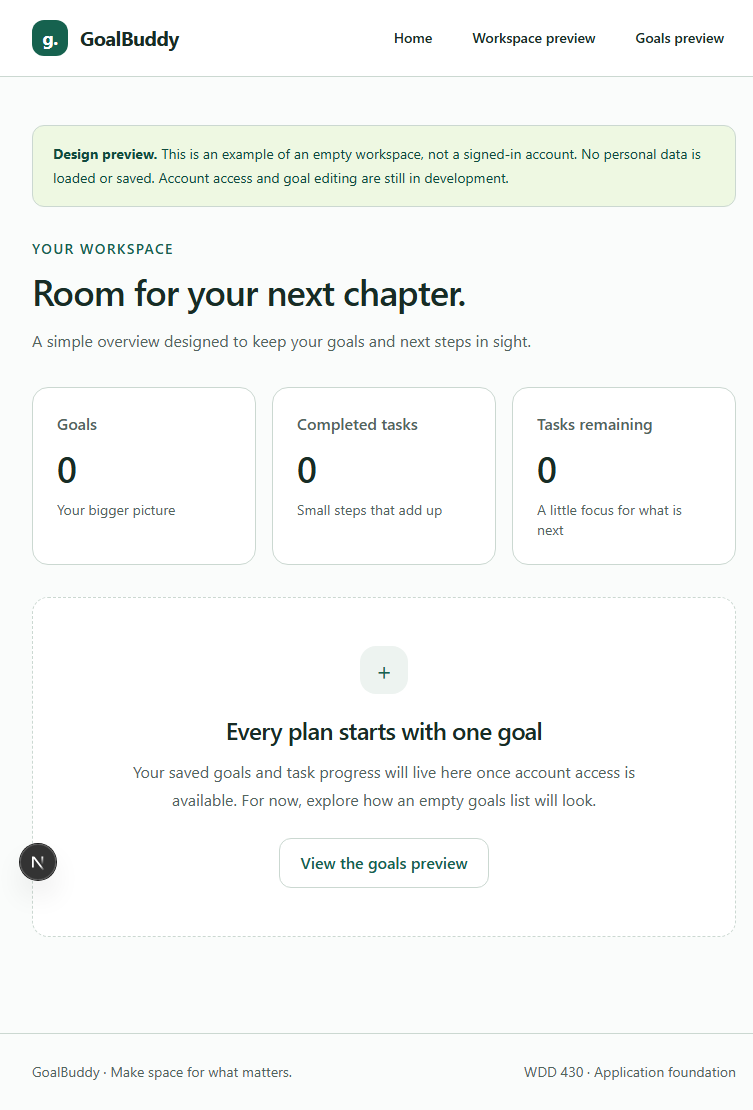 g. GoalBuddy Home Workspace preview Goals preview
Design preview. This is an example of an empty workspace, not a signed-in account. No personal data is
loaded or saved. Account access and goal editing are still in development.
YOUR WORKSPACE
Room for your next chapter.
A simple overview designed to keep your goals and next steps in sight.
Goals
0
Your bigger picture
Completed tasks
0
Small steps that add up
Tasks remaining
0
A little focus for what is
next
+
Every plan starts with one goal
Your saved goals and task progress will live here once account access is
available. For now, explore how an empty goals list will look.
View the goals preview
N
GoalBuddy · Make space for what matters.
WDD 430 · Application foundation